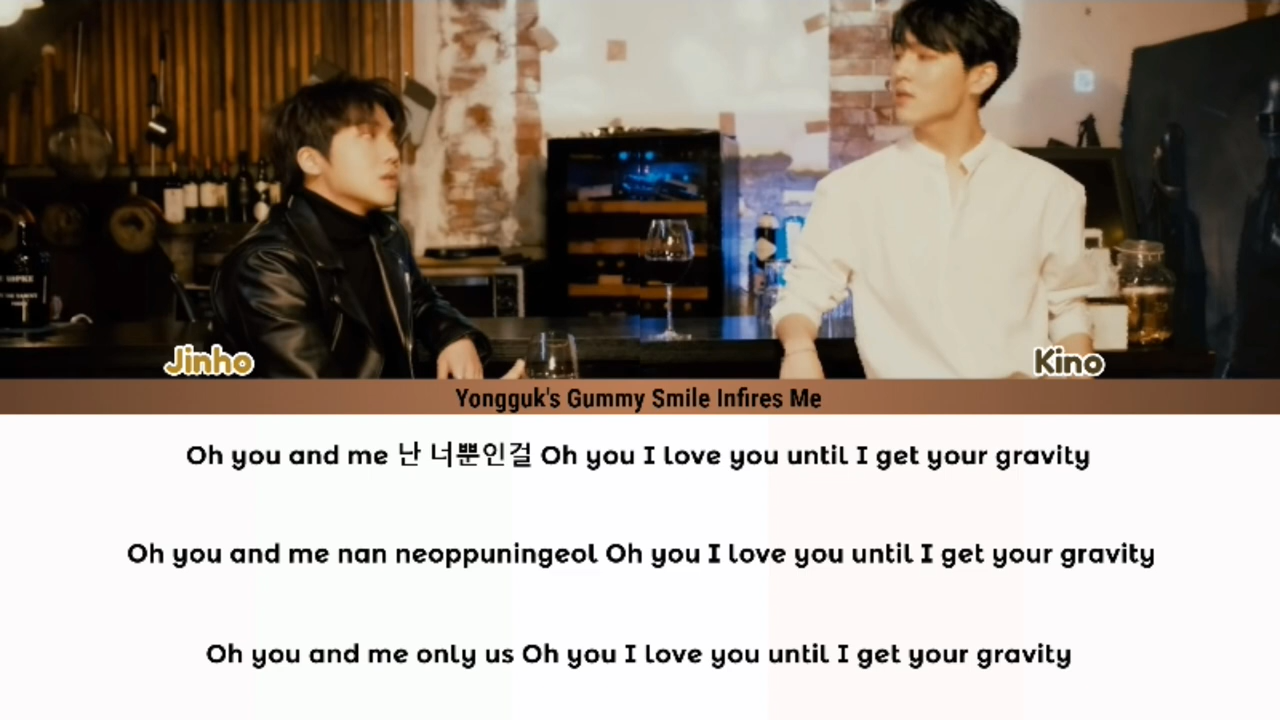 Jinho
Kino
Yongguk's Gummy Smile Infires Me
Oh you and me 난 너뿐인걸 Oh you I love you until I get your gravity
Oh you and me nan neoppuningeol Oh you I love you until I get your gravity
Oh you and me only us Oh you I love you until I get your gravity